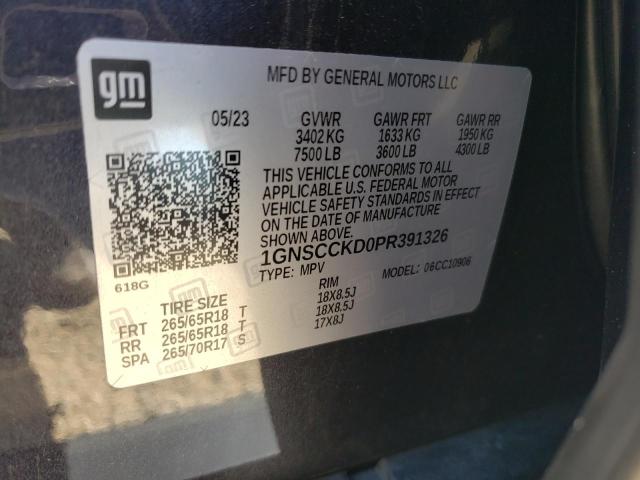 gm
MFD BY GENERAL MOTORS LLC
05/23 GVWR GAWR FRT GAWR RR
3402 KG 1633 KG 1950 KG
7500 LB 3600 LB 4300 LB
THIS VEHICLE CONFORMS TO ALL
APPLICABLE U.S. FEDERAL MOTOR
VEHICLE SAFETY STANDARDS IN EFFECT
ON THE DATE OF MANUFACTURE
SHOWN ABOVE.
1GNSCCKD0PR391326
TYPE: MPV MODEL: 06CC10906
618G
TIRE SIZE RIM
FRT 265/65R18 T 18X8.5J
RR 265/65R18 T 18X8.5J
SPA 265/70R17 S 17X8J